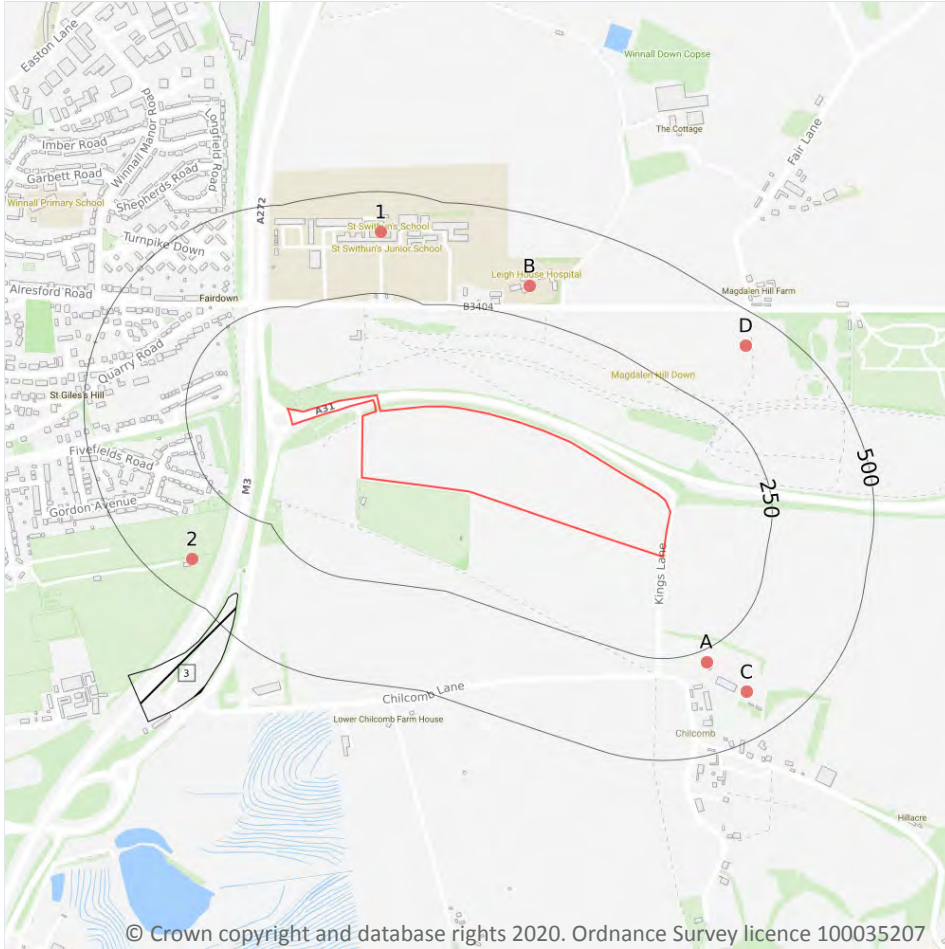 Easton Lane
Winnall Down Copse
A272
Longfield Road
Winnall Manor Road
Imber Road
The Cottage
Fair Lane
Garbett Road
Shepherds Road
Winnall Primary School
1
St Swithun's School
Turnpike Down
St Swithun's Junior School
B
Leigh House Hospital
Alresford Road
Fairdown
B3404
Magdalen Hill Farm
D
Quarry Road
Magdalen Hill Down
St Giles's Hill
A31
Fivefields Road
500
M3
250
Gordon Avenue
2
Kings Lane
A
3
C
Chilcomb Lane
Lower Chilcomb Farm House
Chilcomb
Hillacre
© Crown copyright and database rights 2020. Ordnance Survey licence 100035207